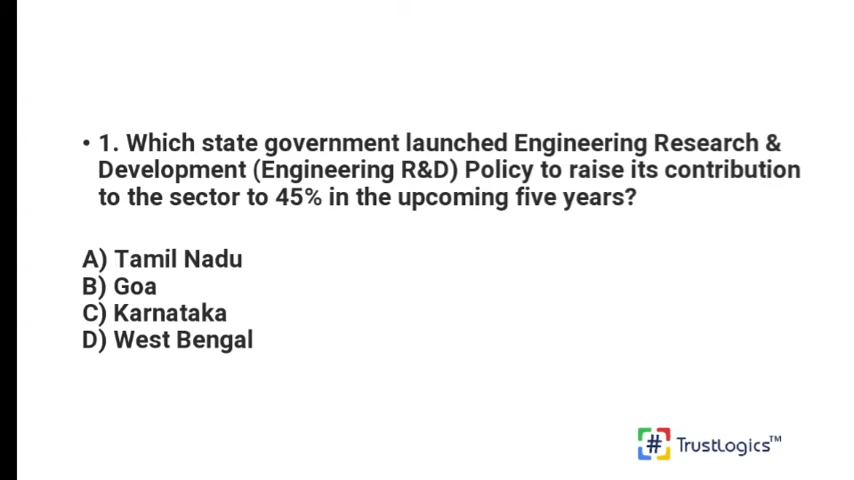 • 1. Which state government launched Engineering Research &
Development (Engineering R&D) Policy to raise its contribution
to the sector to 45% in the upcoming five years?
A) Tamil Nadu
B) Goa
C) Karnataka
D) West Bengal
# TrustLogics™